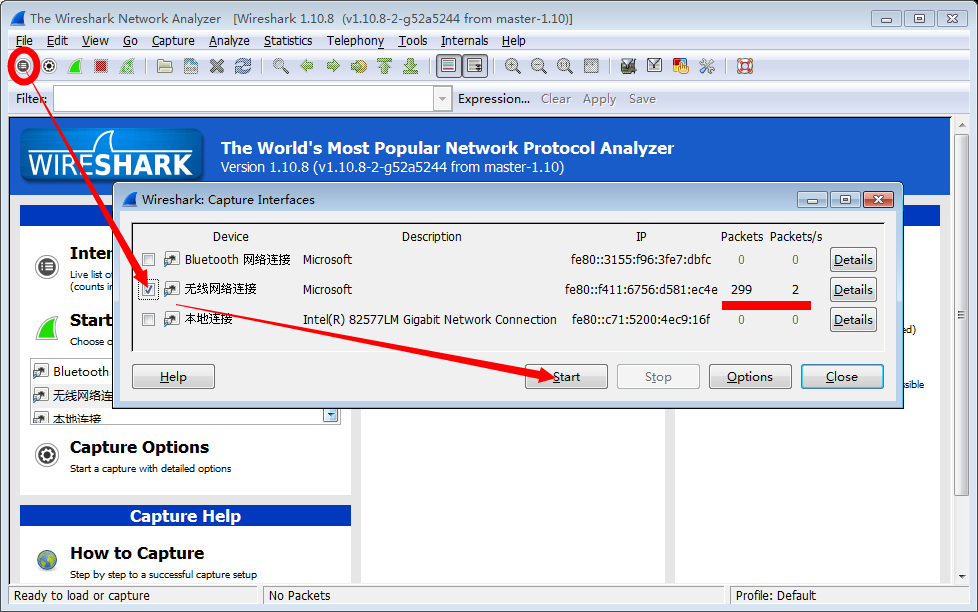 The Wireshark Network Analyzer [Wireshark 1.10.8 (v1.10.8-2-g52a5244 from master-1.10)]
File Edit View Go Capture Analyze Statistics Telephony Tools Internals Help
Filter: Expression... Clear Apply Save
WIRESHARK
The World's Most Popular Network Protocol Analyzer
Version 1.10.8 (v1.10.8-2-g52a5244 from master-1.10)
Wireshark: Capture Interfaces
Device Description IP Packets Packets/s
Bluetooth 网络连接 Microsoft fe80::3155:f96:3fe7:dbfc 0 0 Details
无线网络连接 Microsoft fe80::f411:6756:d581:ec4e 299 2 Details
本地连接 Intel(R) 82577LM Gigabit Network Connection fe80::c71:5200:4ec9:16f 0 0 Details
Help Start Stop Options Close
Inter
Live list of
(counts in
Start
Choose o
ed)
Bluetooth
无线网络连
sible
本地连接
Capture Options
Start a capture with detailed options
Capture Help
How to Capture
Step by step to a successful capture setup
Ready to load or capture No Packets Profile: Default